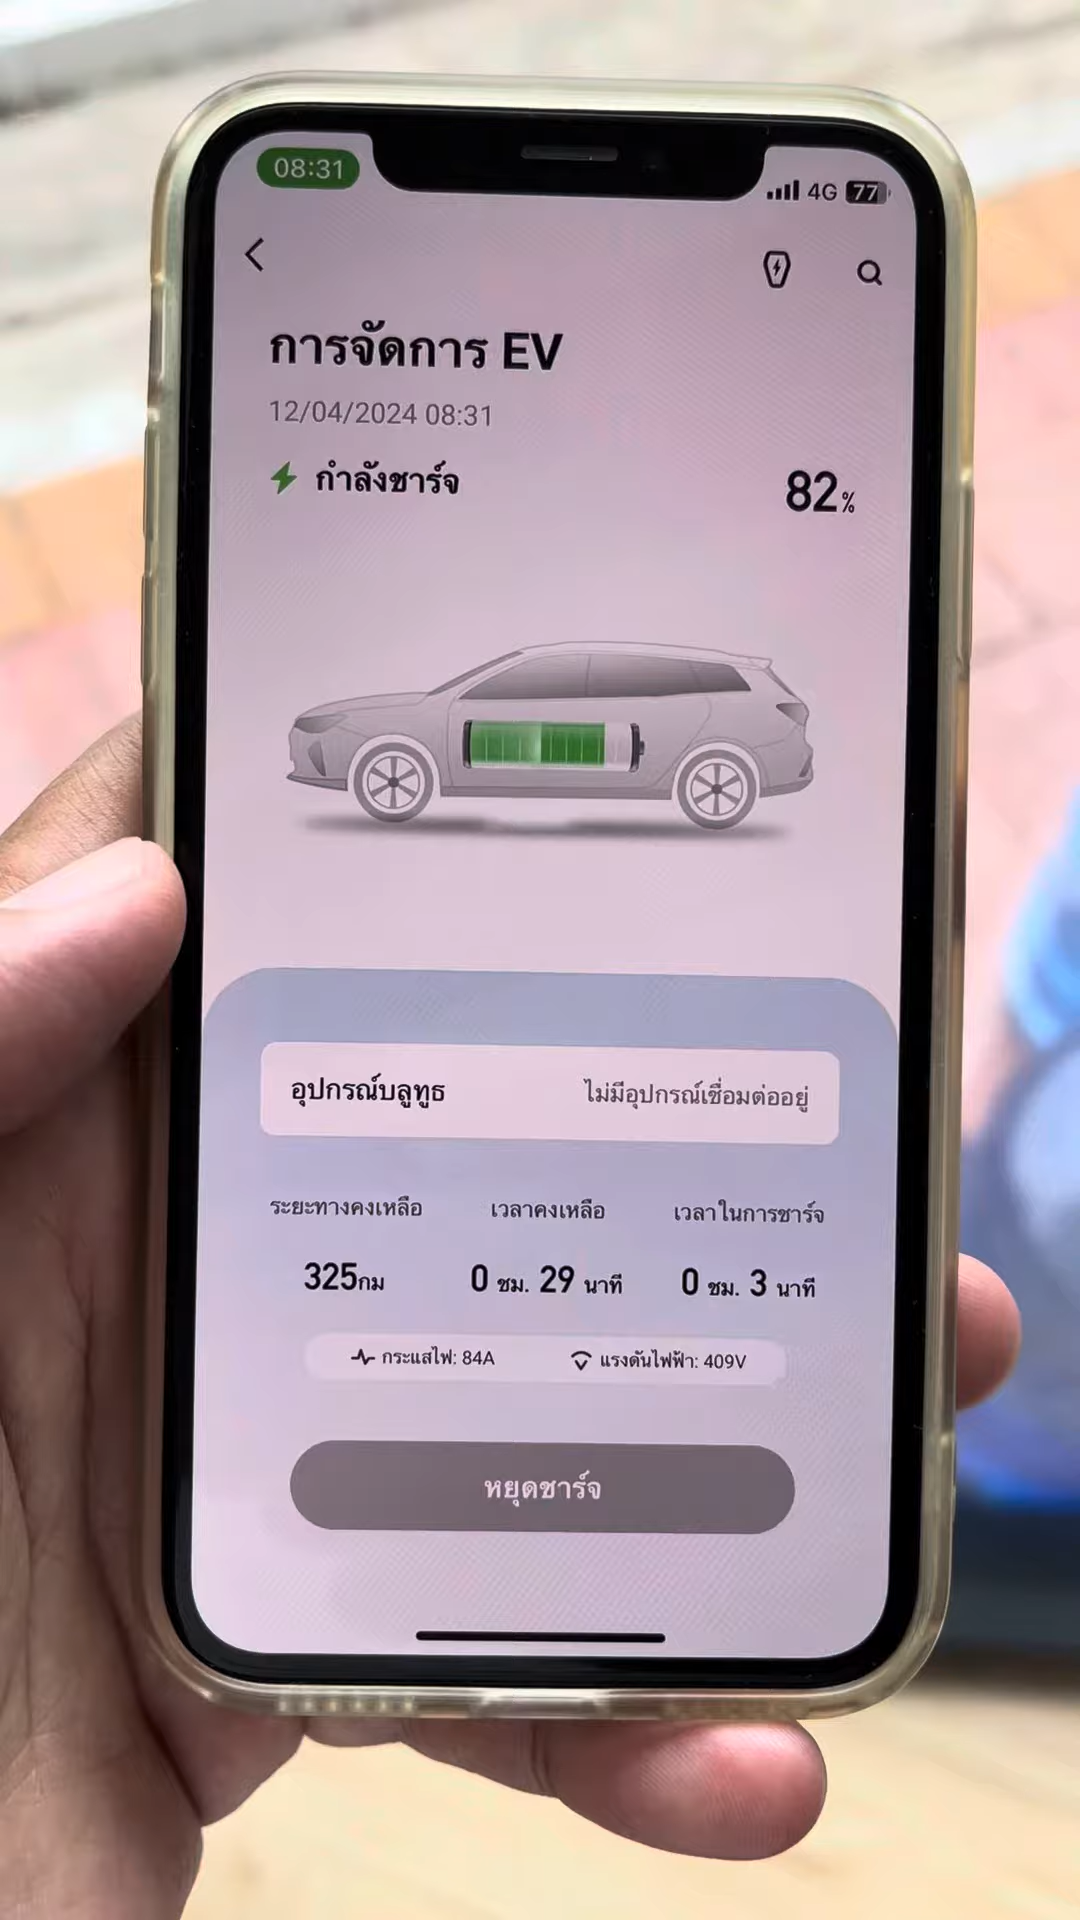 08:31
4G 77
การจัดการ EV
12/04/2024 08:31
กำลังชาร์จ 82%
อุปกรณ์บลูทูธ ไม่มีอุปกรณ์เชื่อมต่ออยู่
ระยะทางคงเหลือ เวลาคงเหลือ เวลาในการชาร์จ
325กม 0 ชม. 29 นาที 0 ชม. 3 นาที
กระแสไฟ: 84A แรงดันไฟฟ้า: 409V
หยุดชาร์จ